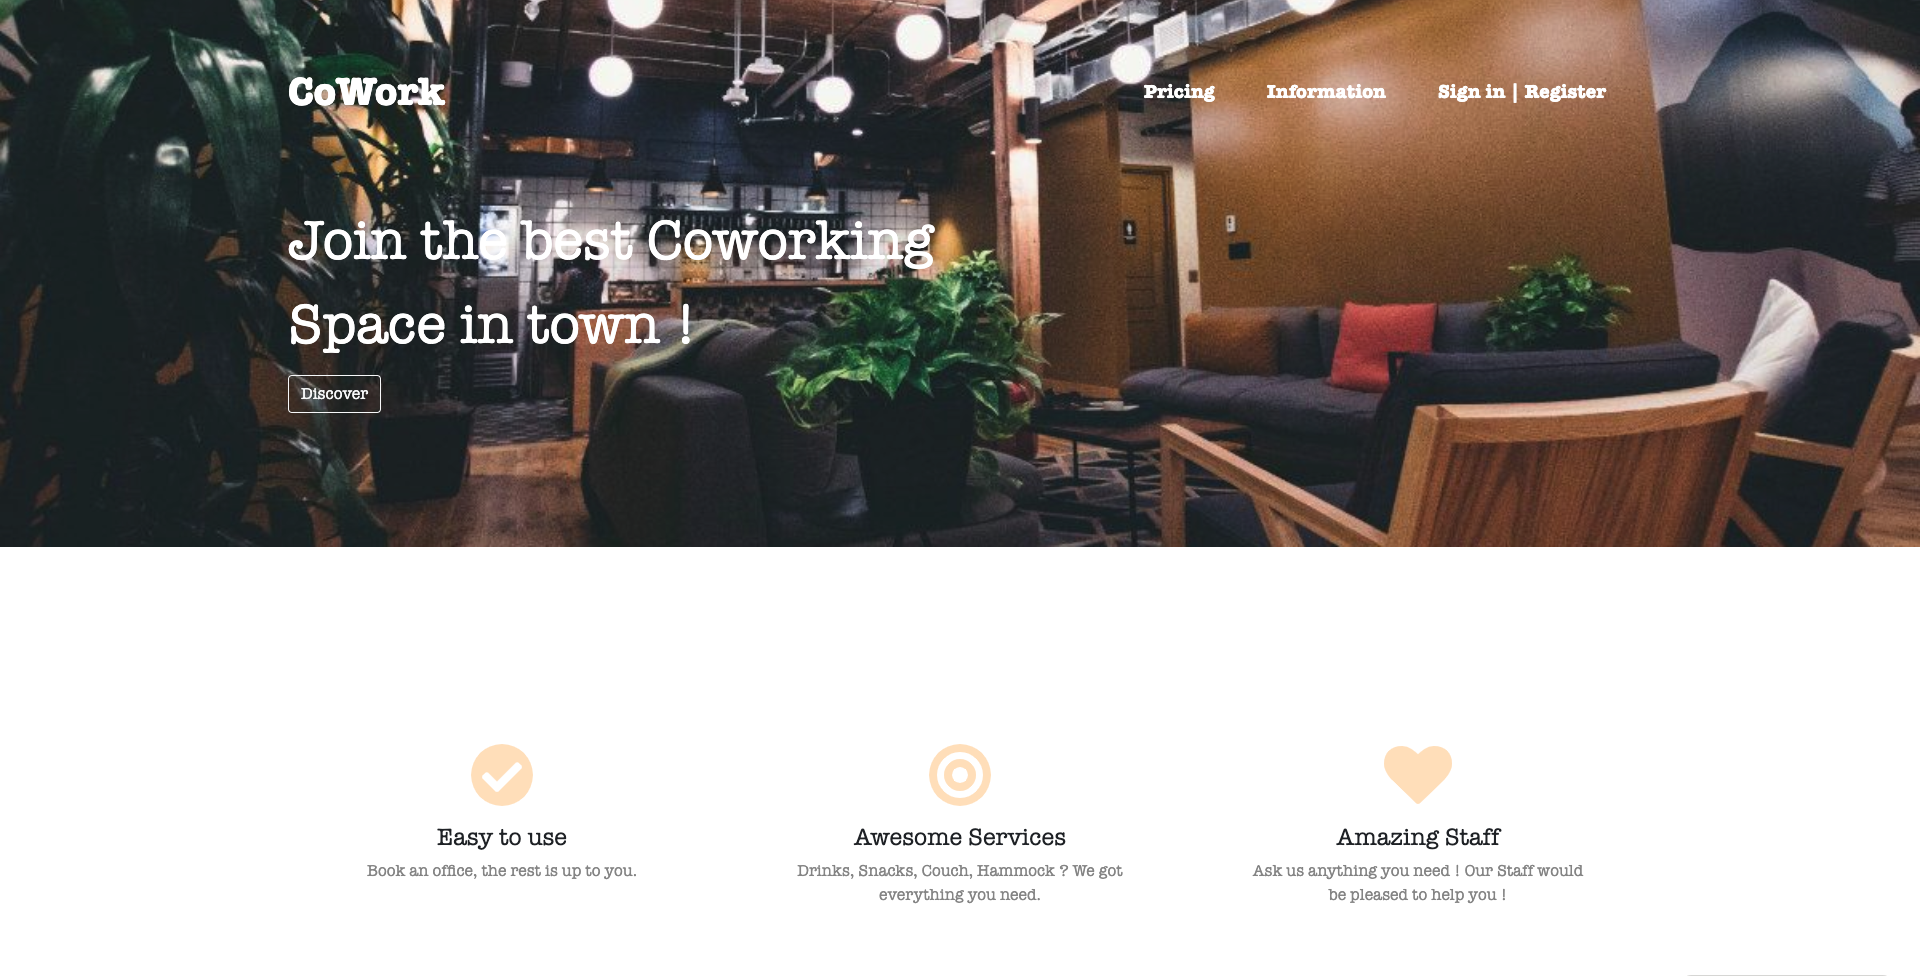 CoWork
Pricing
Information
Sign in | Register
Join the best Coworking
Space in town !
Discover
Easy to use
Book an office, the rest is up to you.
Awesome Services
Drinks, Snacks, Couch, Hammock ? We got
everything you need.
Amazing Staff
Ask us anything you need ! Our Staff would
be pleased to help you !